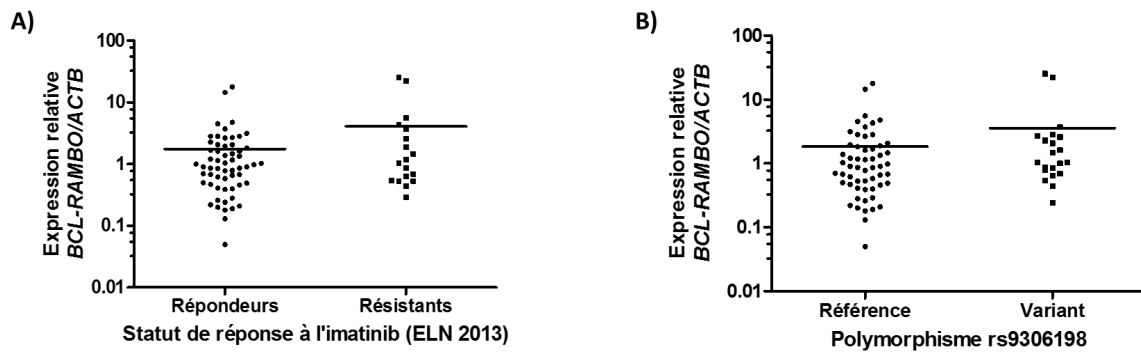 A)
Expression relative
BCL-RAMBO/ACTB
100
10
1
0.1
0.01
Répondeurs
Résistants
Statut de réponse à l'imatinib (ELN 2013)
B)
Expression relative
BCL-RAMBO/ACTB
100
10
1
0.1
0.01
Référence
Variant
Polymorphisme rs9306198